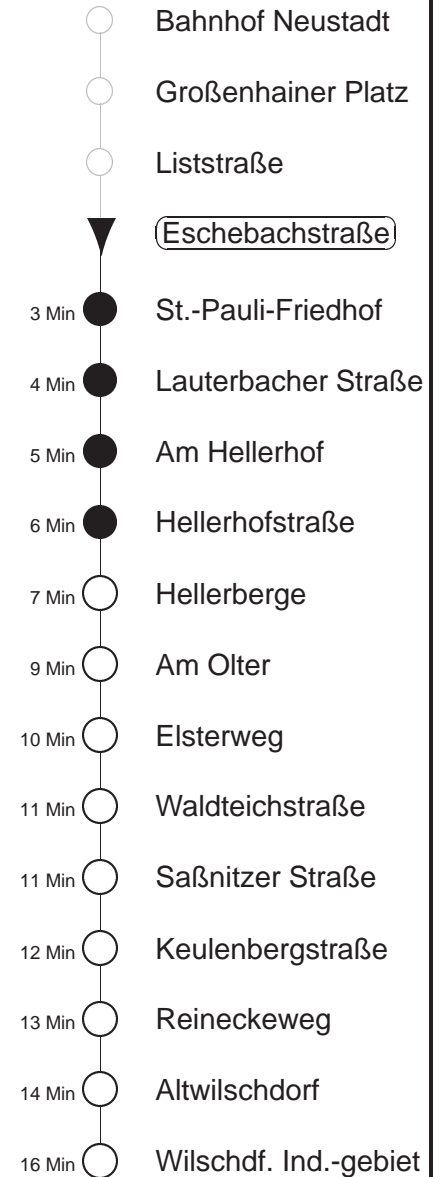 Bahnhof Neustadt
Großenhainer Platz
Liststraße
Eschebachstraße
3 Min St.-Pauli-Friedhof
4 Min Lauterbacher Straße
5 Min Am Hellerhof
6 Min Hellerhofstraße
7 Min Hellerberge
9 Min Am Olter
10 Min Elsterweg
11 Min Waldteichstraße
11 Min Saßnitzer Straße
12 Min Keulenbergstraße
13 Min Reineckeweg
14 Min Altwilschdorf
16 Min Wilschdf. Ind.-gebiet